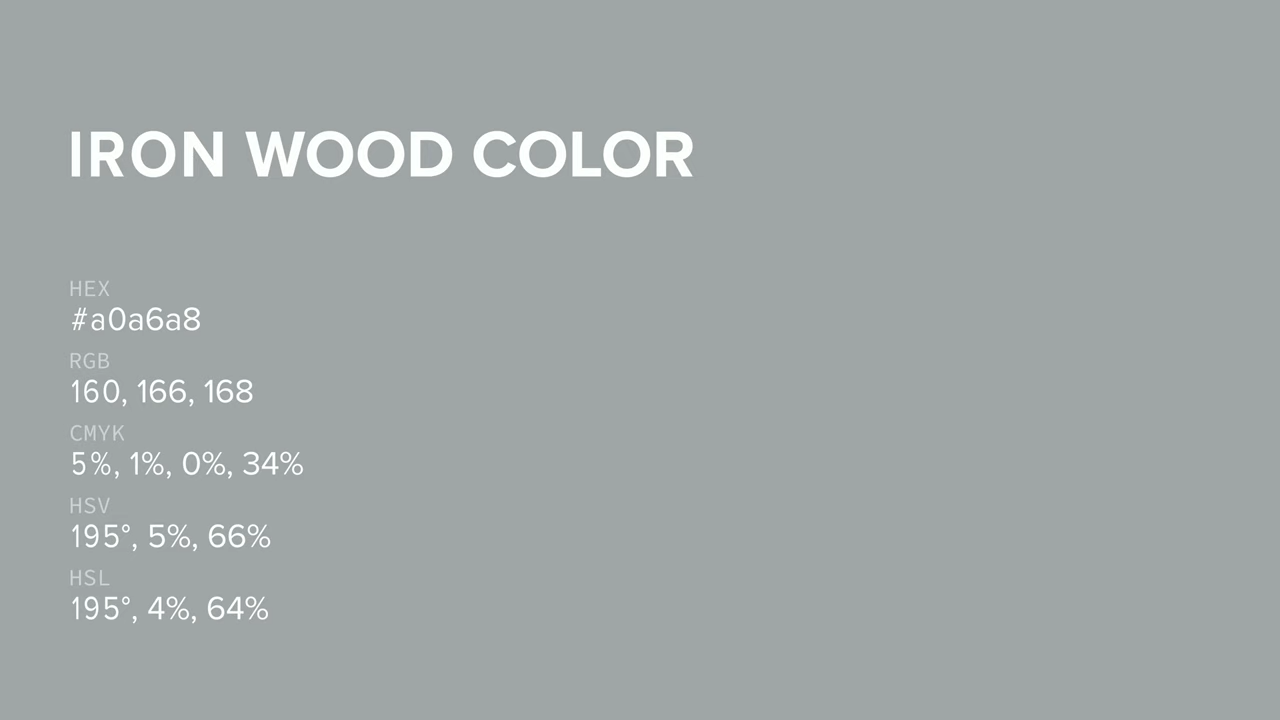 IRON WOOD COLOR
HEX
#a0a6a8
RGB
160, 166, 168
CMYK
5%, 1%, 0%, 34%
HSV
195°, 5%, 66%
HSL
195°, 4%, 64%